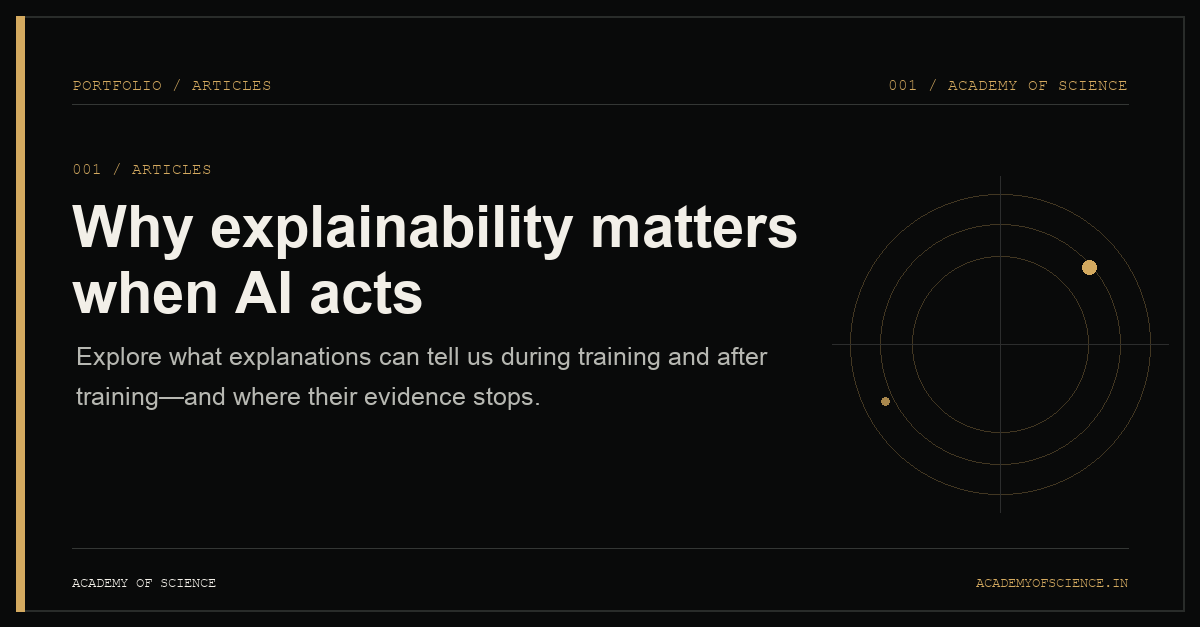 PORTFOLIO / ARTICLES
001 / ACADEMY OF SCIENCE
001 / ARTICLES
Why explainability matters
when AI acts
Explore what explanations can tell us during training and after
training—and where their evidence stops.
ACADEMY OF SCIENCE
ACADEMYOFSCIENCE.IN